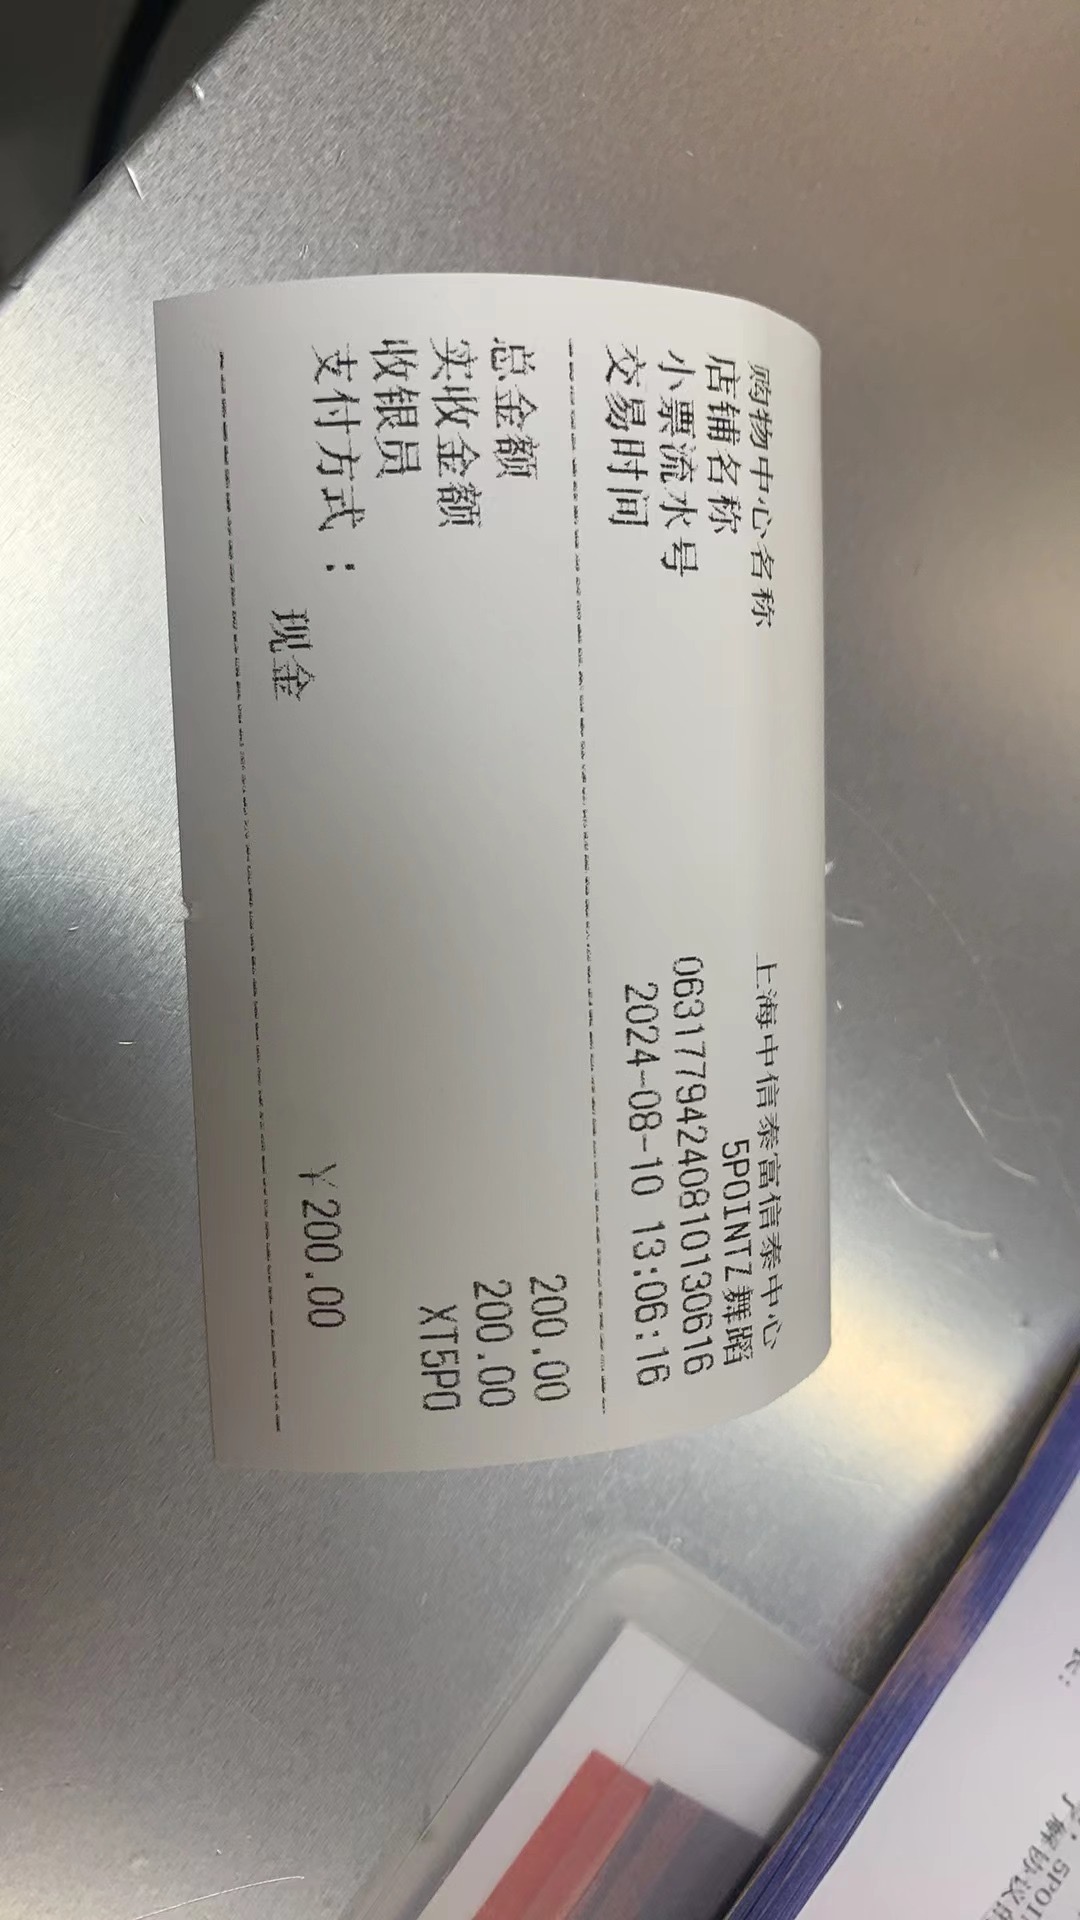 购物中心名称 上海中信泰富信泰中心
店铺名称 5POINTZ舞蹈
小票流水号 0631779424081013​0616
交易时间 2024-08-10 13:06:16
总金额 200.00
实收金额 200.00
收银员 XT5PO
支付方式：
现金 ￥200.00